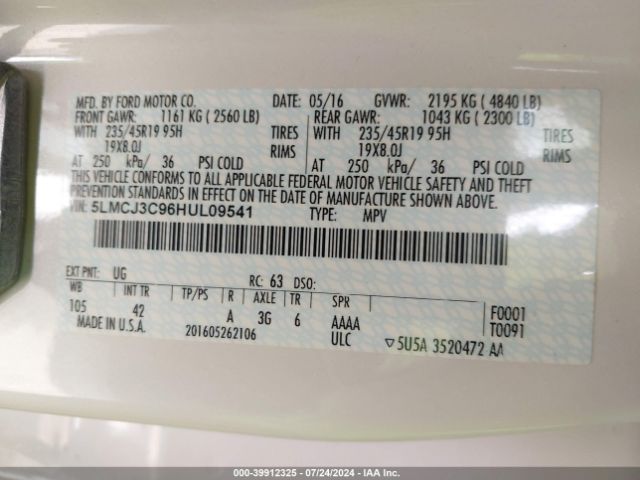 MFD. BY FORD MOTOR CO. DATE: 05/16 GVWR: 2195 KG ( 4840 LB)
FRONT GAWR: 1161 KG ( 2560 LB) REAR GAWR: 1043 KG ( 2300 LB)
WITH 235/45R19 95H TIRES WITH 235/45R19 95H TIRES
19X8.0J RIMS 19X8.0J RIMS
AT 250 kPa/ 36 PSI COLD AT 250 kPa/ 36 PSI COLD
THIS VEHICLE CONFORMS TO ALL APPLICABLE FEDERAL MOTOR VEHICLE SAFETY AND THEFT
PREVENTION STANDARDS IN EFFECT ON THE DATE OF MANUFACTURE SHOWN ABOVE.
VIN: 5LMCJ3C96HUL09541 TYPE: MPV
EXT PNT: UG RC: 63 DSO:
WB INT TR TP/PS R AXLE TR SPR F0001
105 42 A 3G 6 AAAA T0091
MADE IN U.S.A. 201605262106 ULC ▽5U5A 3520472 AA
000-39912325 | 07/24/2024 | IAA Inc.